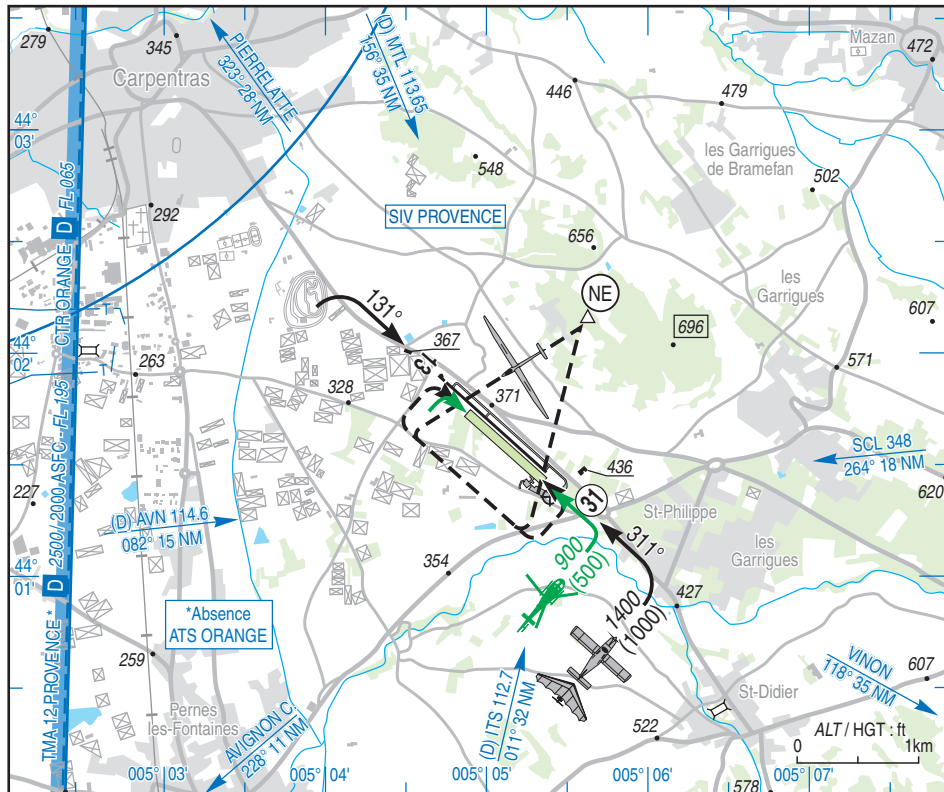 279
345
Carpentras
PIERRELATTE
323° 28 NM
(D) MTL 113.65
156° 35 NM
Mazan
472
446
479
44°
03'
548
les Garrigues
de Bramefan
502
CTR ORANGE D FL 065
292
SIV PROVENCE
656
les
Garrigues
NE
131°
367
696
607
44°
02'
263
328
13
371
571
TMA 12 PROVENCE* D 2500 / 2000 ASFC - FL 195
227
436
SCL 348
264° 18 NM
620
31
St-Philippe
(D) AVN 114.6
082° 15 NM
311°
les
Garrigues
354
900
(500)
44°
01'
427
*Absence
ATS ORANGE
1400
(1000)
259
Pernes
les-Fontaines
AVIGNON C.
228° 11 NM
(D) ITS 112.7
011° 32 NM
VINON
118° 35 NM
607
St-Didier
522
ALT / HGT : ft
0
1km
578
005° 03'
005° 04'
005° 05'
005° 06'
005° 07'